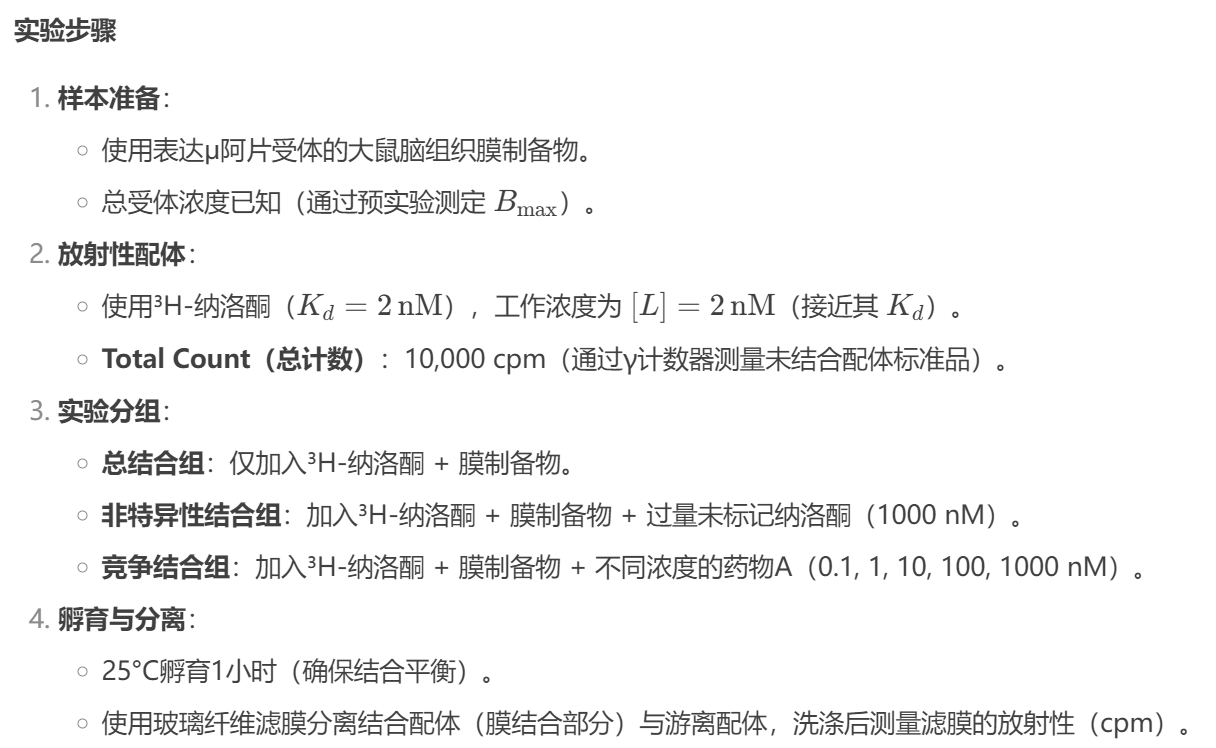 实验步骤
1. 样本准备：
○ 使用表达μ阿片受体的大鼠脑组织膜制备物。
○ 总受体浓度已知（通过预实验测定 Bmax）。
2. 放射性配体：
○ 使用³H-纳洛酮（Kd = 2 nM），工作浓度为 [L] = 2 nM（接近其 Kd）。
○ Total Count（总计数）：10,000 cpm（通过γ计数器测量未结合配体标准品）。
3. 实验分组：
○ 总结合组：仅加入³H-纳洛酮 + 膜制备物。
○ 非特异性结合组：加入³H-纳洛酮 + 膜制备物 + 过量未标记纳洛酮（1000 nM）。
○ 竞争结合组：加入³H-纳洛酮 + 膜制备物 + 不同浓度的药物A（0.1, 1, 10, 100, 1000 nM）。
4. 孵育与分离：
○ 25°C孵育1小时（确保结合平衡）。
○ 使用玻璃纤维滤膜分离结合配体（膜结合部分）与游离配体，洗涤后测量滤膜的放射性（cpm）。